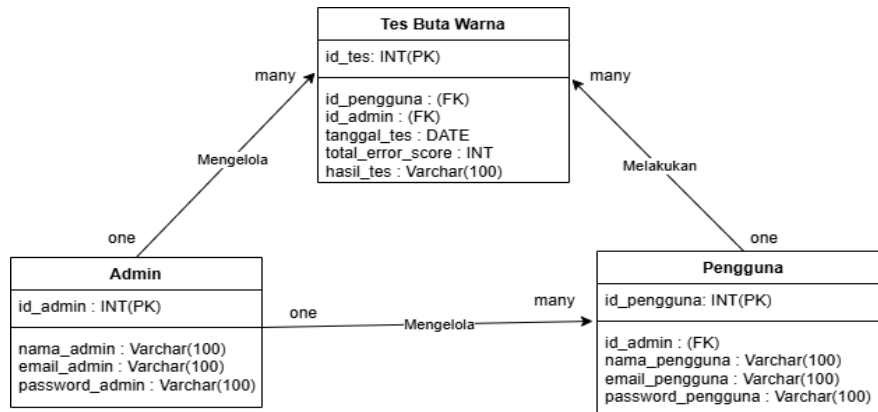 Tes Buta Warna
id_tes: INT(PK)
many
many
id_pengguna : (FK)
id_admin : (FK)
tanggal_tes : DATE
total_error_score : INT
hasil_tes : Varchar(100)
Mengelola
Melakukan
one
one
Admin
id_admin : INT(PK)
nama_admin : Varchar(100)
email_admin : Varchar(100)
password_admin : Varchar(100)
one
Mengelola
many
Pengguna
id_pengguna: INT(PK)
id_admin : (FK)
nama_pengguna : Varchar(100)
email_pengguna : Varchar(100)
password_pengguna : Varchar(100)